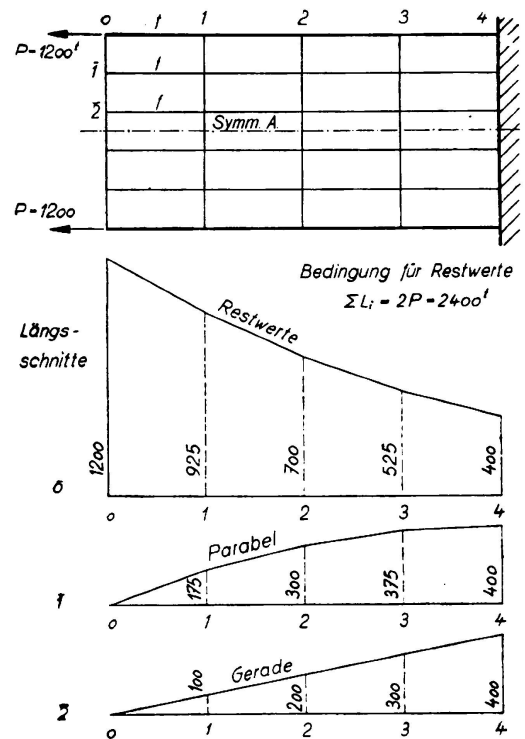 0 f 1 2 3 4
P=1200ᵗ
1̄ f
2̄ f
Symm. A.
P=1200
Bedingung für Restwerte
ΣLᵢ = 2P = 2400ᵗ
Längs-
schnitte
Restwerte
1200 925 700 525 400
0̄
0 1 2 3 4
Parabel
175 300 375 400
1̄
0 1 2 3 4
Gerade
100 200 300 400
2̄
0 1 2 3 4